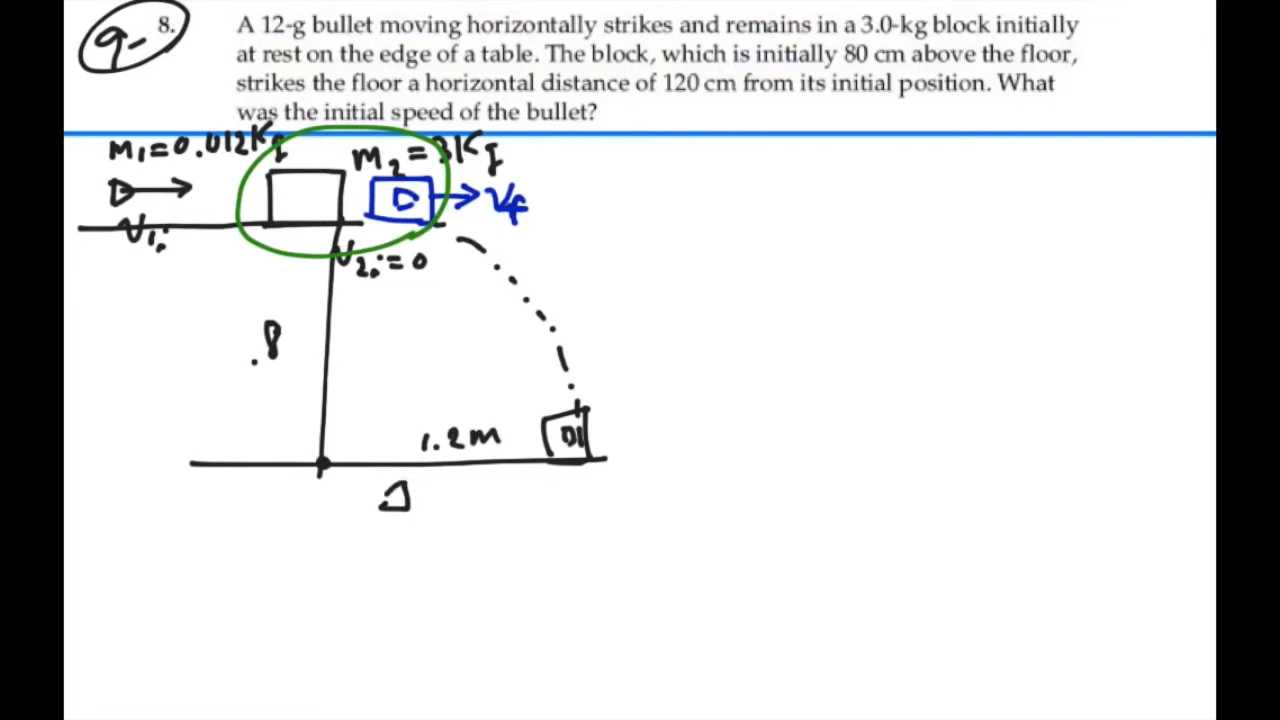 9- 8. A 12-g bullet moving horizontally strikes and remains in a 3.0-kg block initially
at rest on the edge of a table. The block, which is initially 80 cm above the floor,
strikes the floor a horizontal distance of 120 cm from its initial position. What
was the initial speed of the bullet?
M₁=0.012Kg m₂=3Kg
V₁ᵢ V₂ᵢ=0 Vf
.8
1.2m